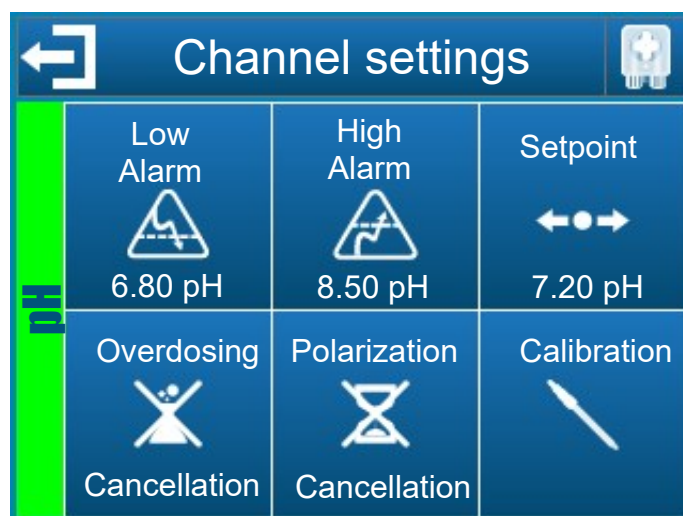 Channel settings
pH
Low
Alarm
6.80 pH
High
Alarm
8.50 pH
Setpoint
7.20 pH
Overdosing
Cancellation
Polarization
Cancellation
Calibration